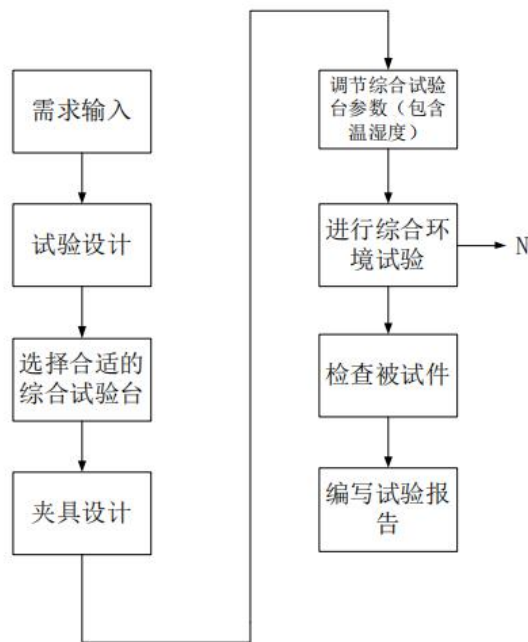 需求输入
试验设计
选择合适的
综合试验台
夹具设计
调节综合试验
台参数（包含
温湿度）
进行综合环
境试验
N
检查被试件
编写试验报
告